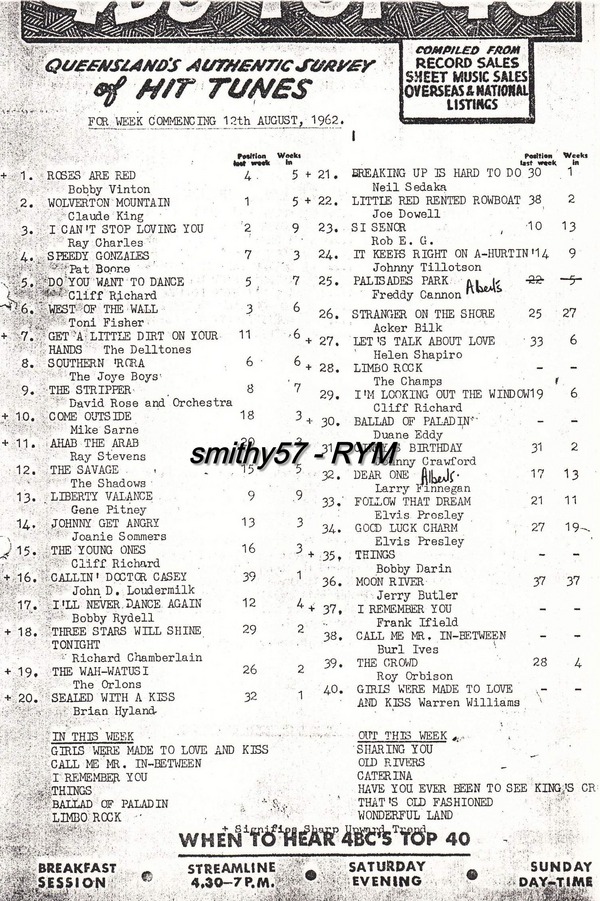 4BC'S TOP 40
QUEENSLAND'S AUTHENTIC SURVEY
of HIT TUNES
COMPILED FROM
RECORD SALES
SHEET MUSIC SALES
OVERSEAS & NATIONAL
LISTINGS
FOR WEEK COMMENCING 12th AUGUST, 1962.
Position last week Weeks in
+ 1. ROSES ARE RED 4 5
Bobby Vinton
2. WOLVERTON MOUNTAIN 1 5
Claude King
3. I CAN'T STOP LOVING YOU 2 9
Ray Charles
4. SPEEDY GONZALES 7 3
Pat Boone
5. DO YOU WANT TO DANCE 5 7
Cliff Richard
6. WEST OF THE WALL 3 6
Toni Fisher
+ 7. GET A LITTLE DIRT ON YOUR 11 6
HANDS The Delltones
8. SOUTHERN 'RORA 6 6
The Joye Boys
9. THE STRIPPER 8 7
David Rose and Orchestra
+ 10. COME OUTSIDE 18 3
Mike Sarne
+ 11. AHAB THE ARAB
Ray Stevens
12. THE SAVAGE 15 5
The Shadows
13. LIBERTY VALANCE 9 9
Gene Pitney
14. JOHNNY GET ANGRY 13 3
Joanie Sommers
15. THE YOUNG ONES 16 3
Cliff Richard
+ 16. CALLIN' DOCTOR CASEY 39 1
John D. Loudermilk
17. I'LL NEVER DANCE AGAIN 12 4
Bobby Rydell
+ 18. THREE STARS WILL SHINE 29 2
TONIGHT
Richard Chamberlain
+ 19. THE WAH-WATUSI 26 2
The Orlons
+ 20. SEALED WITH A KISS 32 1
Brian Hyland
Position last week Weeks in
+ 21. BREAKING UP IS HARD TO DO 30 1
Neil Sedaka
+ 22. LITTLE RED RENTED ROWBOAT 38 2
Joe Dowell
23. SI SENOR 10 13
Rob E. G.
24. IT KEEPS RIGHT ON A-HURTIN' 14 9
Johnny Tillotson
25. PALISADES PARK 22 5
Freddy Cannon Alberts
26. STRANGER ON THE SHORE 25 27
Acker Bilk
+ 27. LET'S TALK ABOUT LOVE 33 6
Helen Shapiro
+ 28. LIMBO ROCK - -
The Champs
29. I'M LOOKING OUT THE WINDOW 19 6
Cliff Richard
+ 30. BALLAD OF PALADIN - -
Duane Eddy
31. BIRTHDAY 31 2
Crawford
32. DEAR ONE Alberts 17 13
Larry Finnegan
33. FOLLOW THAT DREAM 21 11
Elvis Presley
34. GOOD LUCK CHARM 27 19
Elvis Presley
+ 35. THINGS - -
Bobby Darin
36. MOON RIVER 37 37
Jerry Butler
+ 37. I REMEMBER YOU - -
Frank Ifield
38. CALL ME MR. IN-BETWEEN - -
Burl Ives
39. THE CROWD 28 4
Roy Orbison
40. GIRLS WERE MADE TO LOVE - -
AND KISS Warren Williams
smithy57 - RYM
IN THIS WEEK
GIRLS WERE MADE TO LOVE AND KISS
CALL ME MR. IN-BETWEEN
I REMEMBER YOU
THINGS
BALLAD OF PALADIN
LIMBO ROCK
OUT THIS WEEK
SHARING YOU
OLD RIVERS
CATERINA
HAVE YOU EVER BEEN TO SEE KING'S CR
THAT'S OLD FASHIONED
WONDERFUL LAND
+ Signifies Sharp Upward Trend
WHEN TO HEAR 4BC'S TOP 40
BREAKFAST SESSION • STREAMLINE 4.30–7 P.M. • SATURDAY EVENING • SUNDAY DAY-TIME